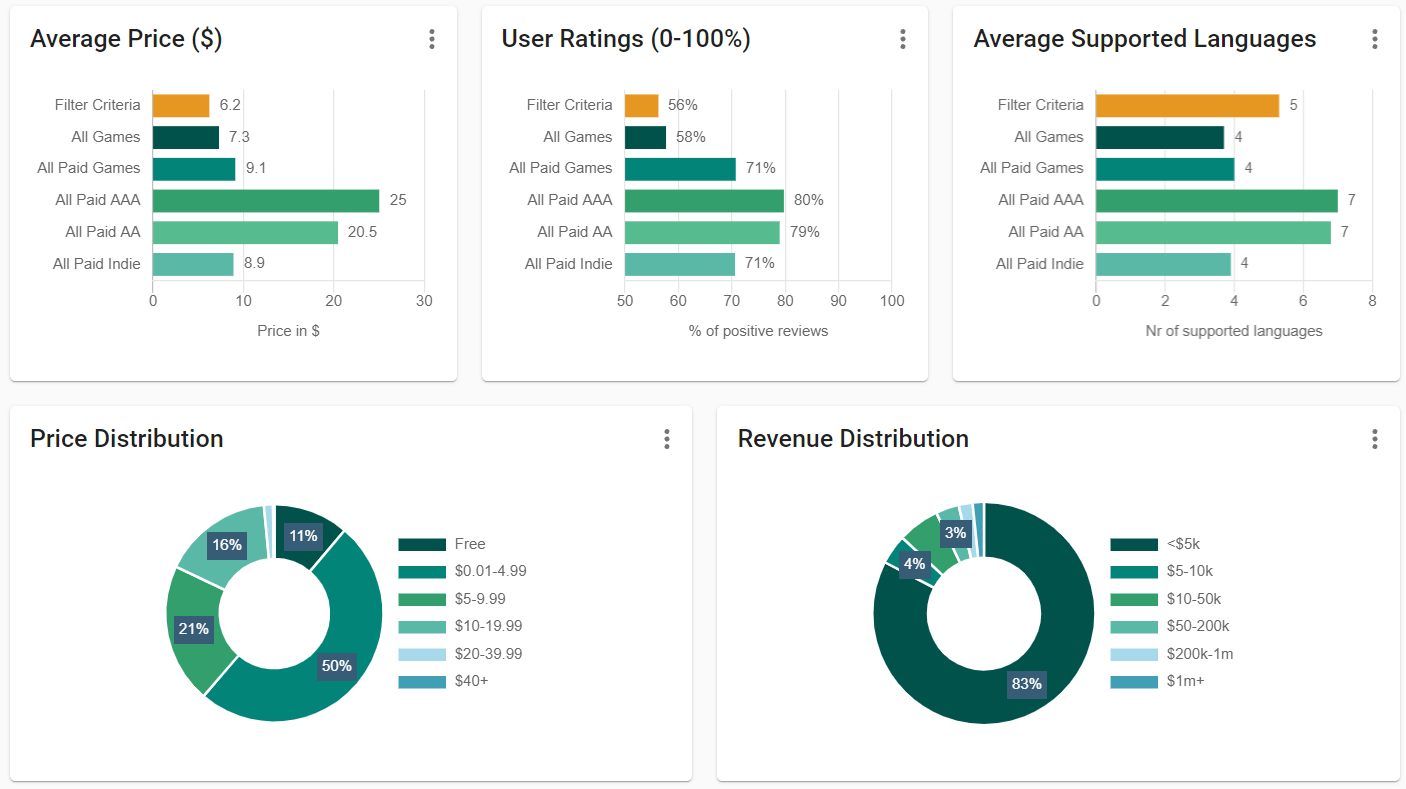 Average Price ($)
Filter Criteria 6.2
All Games 7.3
All Paid Games 9.1
All Paid AAA 25
All Paid AA 20.5
All Paid Indie 8.9
0 10 20 30
Price in $
User Ratings (0-100%)
Filter Criteria 56%
All Games 58%
All Paid Games 71%
All Paid AAA 80%
All Paid AA 79%
All Paid Indie 71%
50 60 70 80 90 100
% of positive reviews
Average Supported Languages
Filter Criteria 5
All Games 4
All Paid Games 4
All Paid AAA 7
All Paid AA 7
All Paid Indie 4
0 2 4 6 8
Nr of supported languages
Price Distribution
11%
16%
21%
50%
Free
$0.01-4.99
$5-9.99
$10-19.99
$20-39.99
$40+
Revenue Distribution
3%
4%
83%
<$5k
$5-10k
$10-50k
$50-200k
$200k-1m
$1m+